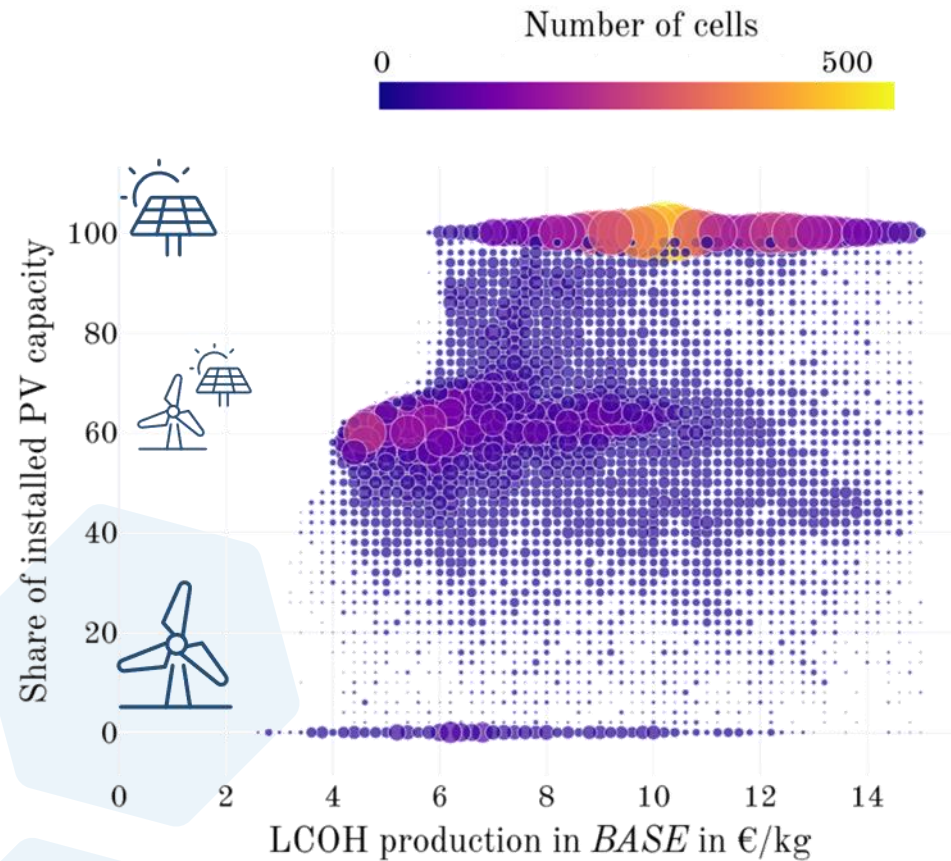 Number of cells
0 500
Share of installed PV capacity
100
80
60
40
20
0
0 2 4 6 8 10 12 14
LCOH production in BASE in €/kg